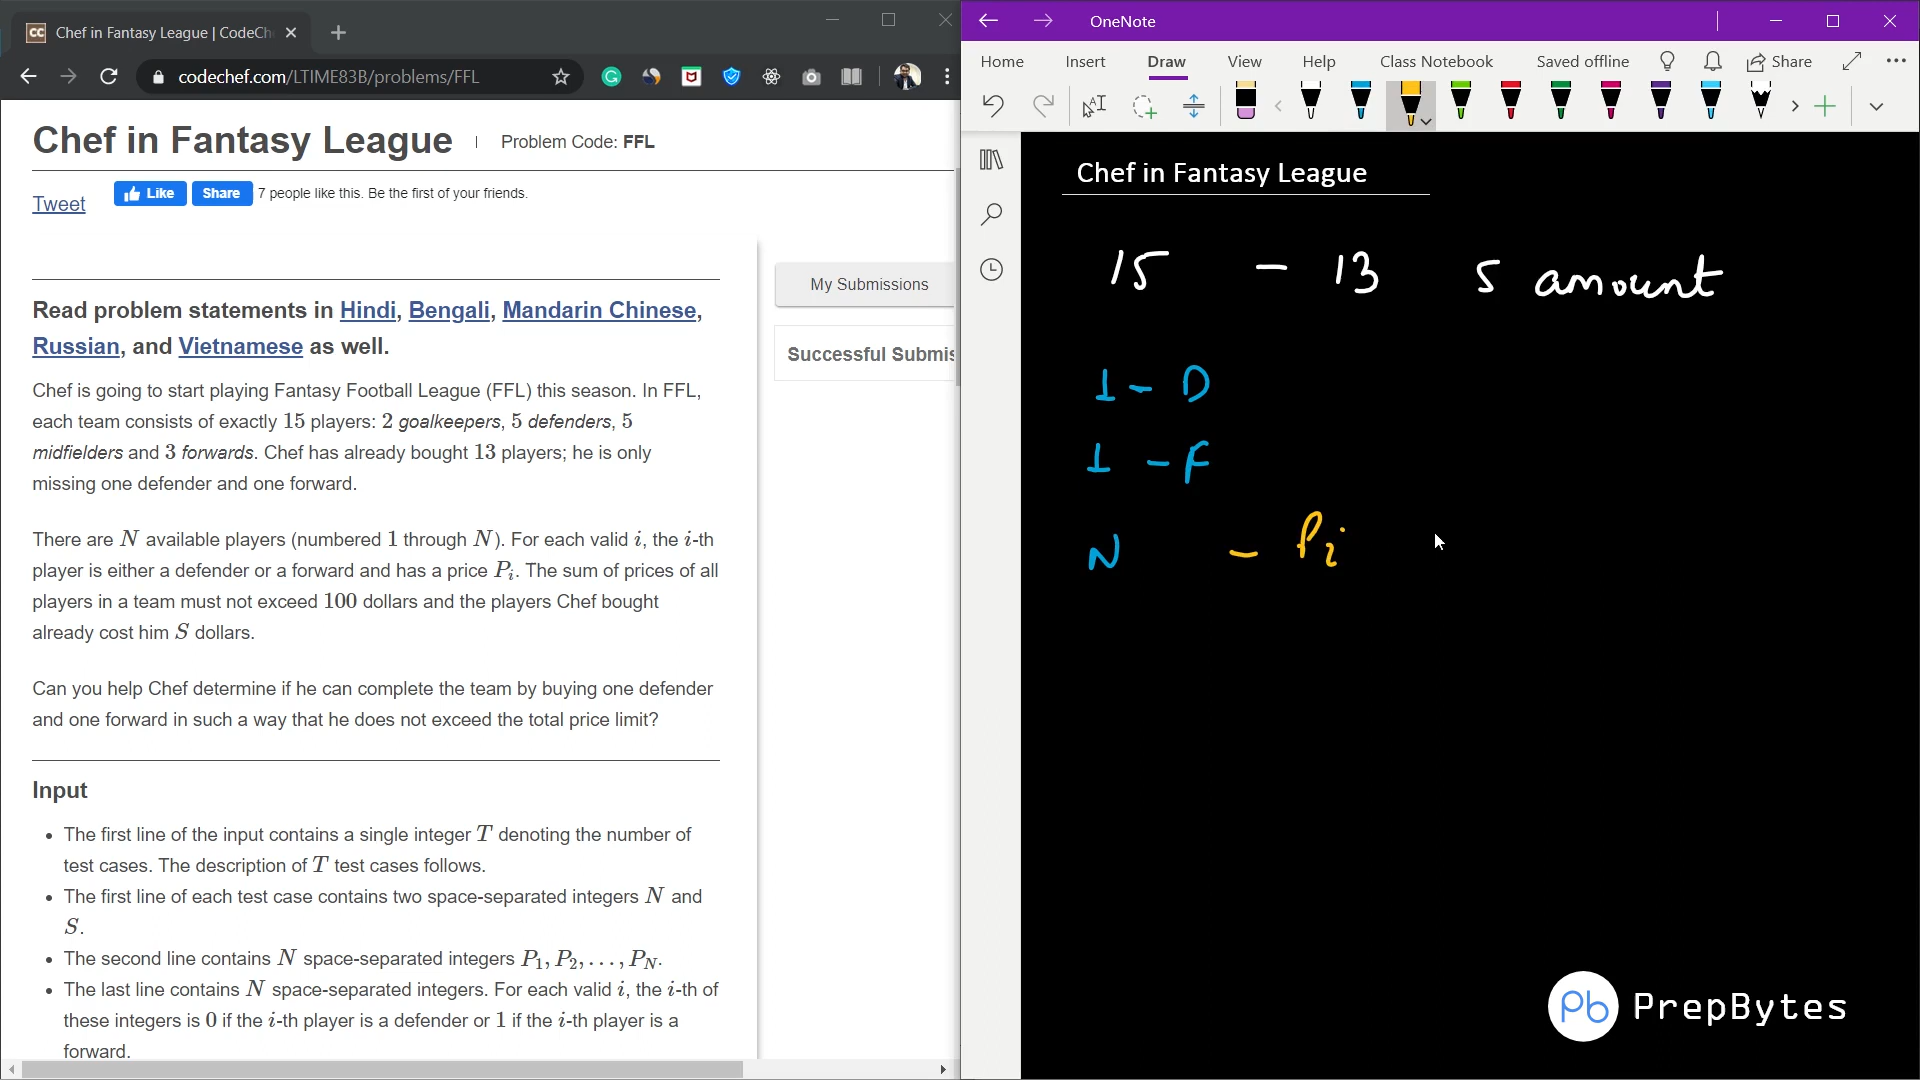 Chef in Fantasy League | CodeCh
codechef.com/LTIME83B/problems/FFL
Chef in Fantasy League | Problem Code: FFL
Tweet
Like Share 7 people like this. Be the first of your friends.
My Submissions
Successful Submis
Read problem statements in Hindi, Bengali, Mandarin Chinese,
Russian, and Vietnamese as well.
Chef is going to start playing Fantasy Football League (FFL) this season. In FFL,
each team consists of exactly 15 players: 2 goalkeepers, 5 defenders, 5
midfielders and 3 forwards. Chef has already bought 13 players; he is only
missing one defender and one forward.
There are N available players (numbered 1 through N). For each valid i, the i-th
player is either a defender or a forward and has a price Pi. The sum of prices of all
players in a team must not exceed 100 dollars and the players Chef bought
already cost him S dollars.
Can you help Chef determine if he can complete the team by buying one defender
and one forward in such a way that he does not exceed the total price limit?
Input
• The first line of the input contains a single integer T denoting the number of
test cases. The description of T test cases follows.
• The first line of each test case contains two space-separated integers N and
S.
• The second line contains N space-separated integers P1, P2, ..., PN.
• The last line contains N space-separated integers. For each valid i, the i-th of
these integers is 0 if the i-th player is a defender or 1 if the i-th player is a
forward.
OneNote
Home Insert Draw View Help Class Notebook Saved offline Share
Chef in Fantasy League
15 - 13 S amount
1 - D
1 - F
N - Pi
Pb PrepBytes